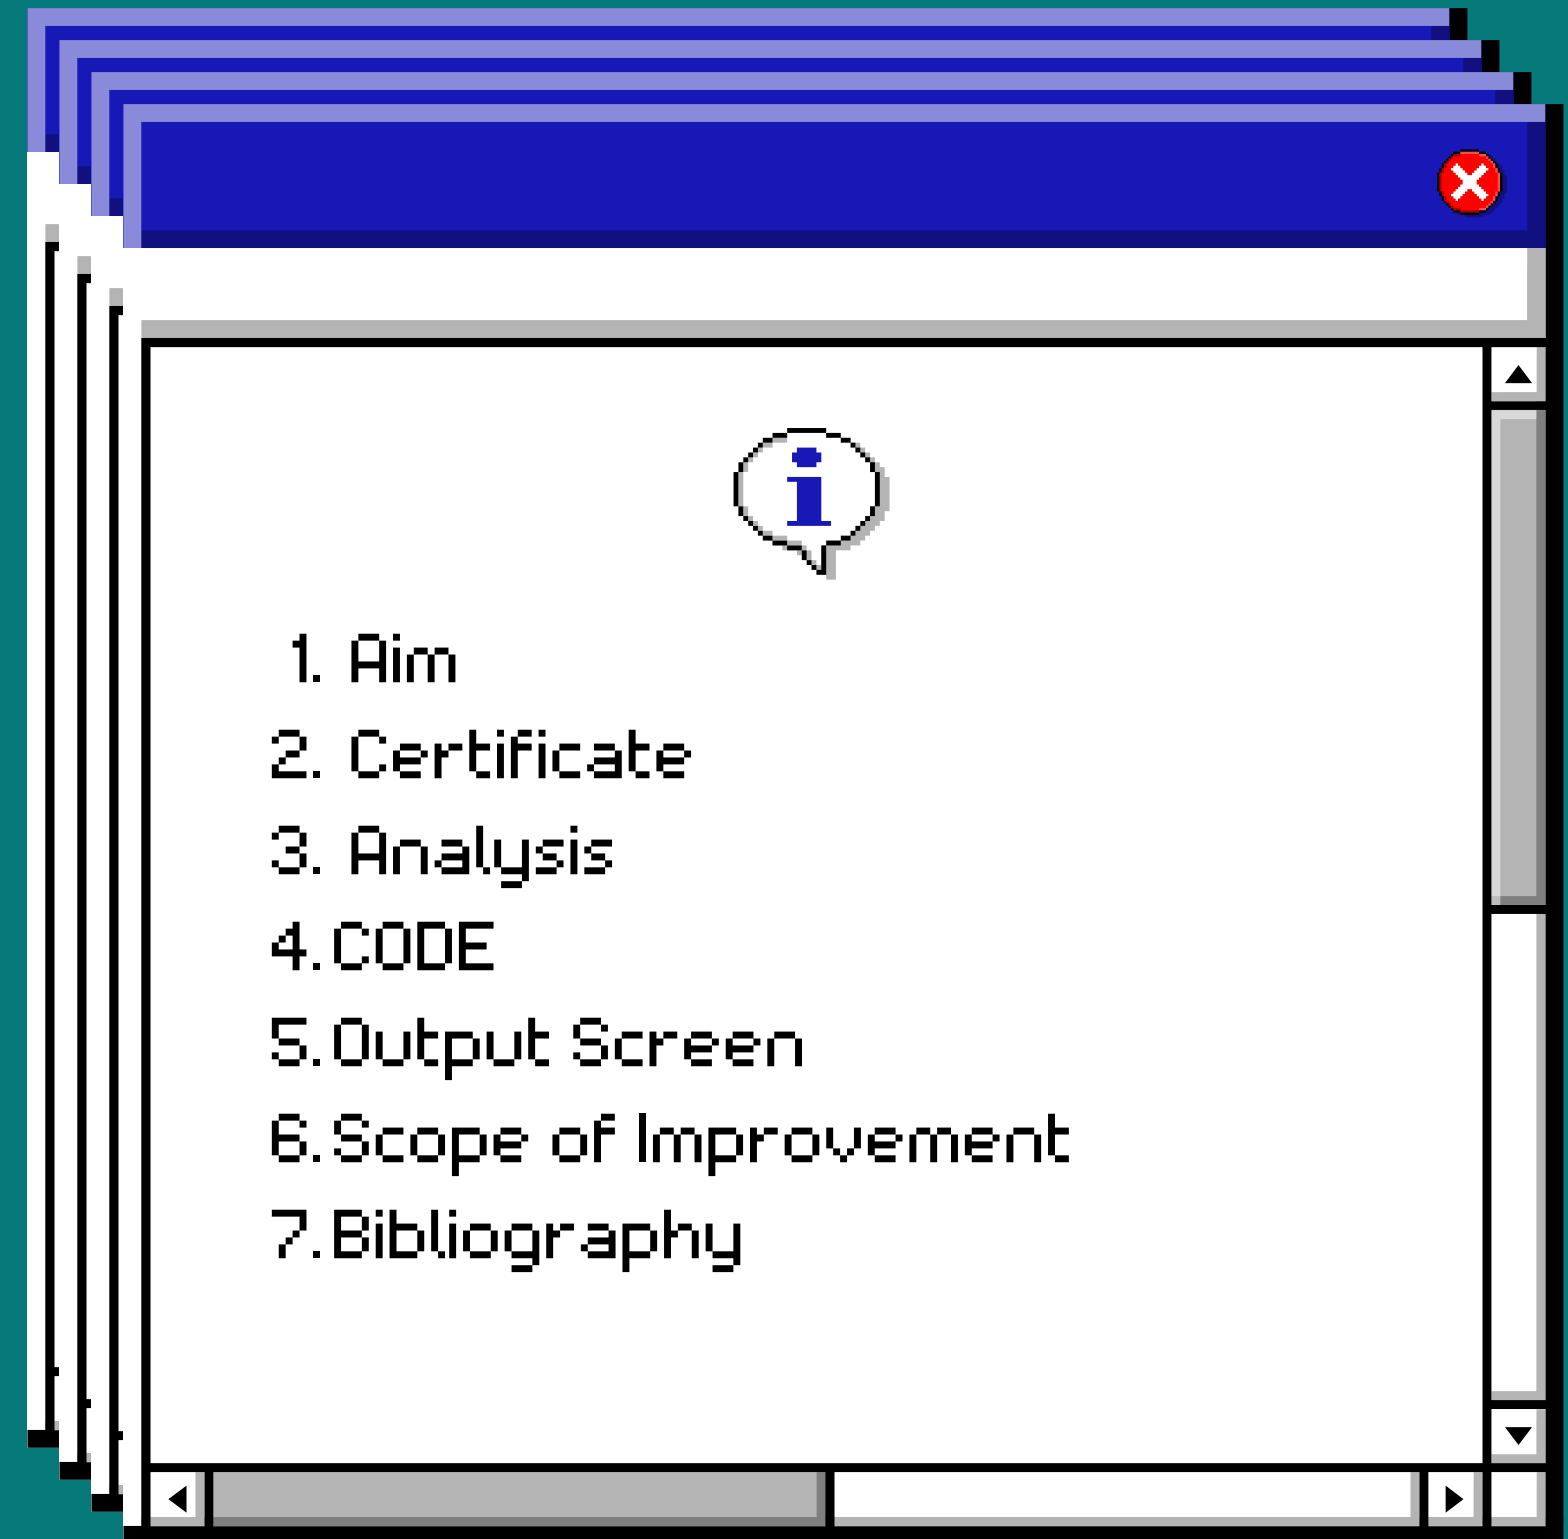 i
1. Aim
2. Certificate
3. Analysis
4.CODE
5.Output Screen
6.Scope of Improvement
7.Bibliography